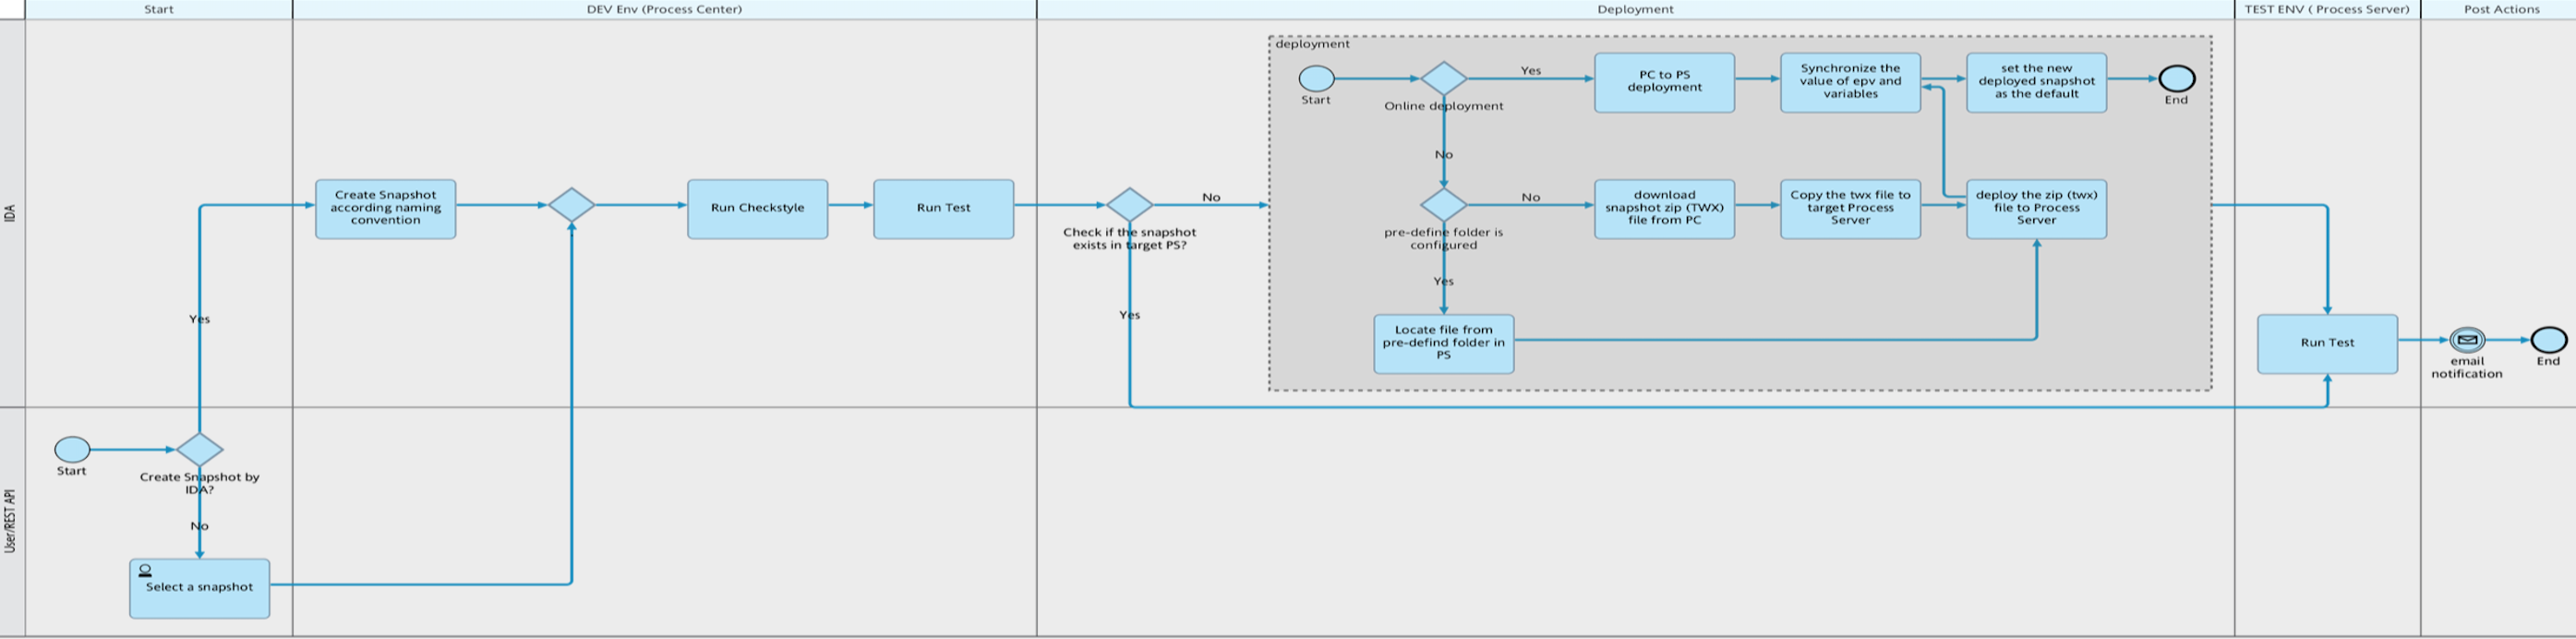 Start
DEV Env (Process Center)
Deployment
TEST ENV ( Process Server)
Post Actions
IDA
User/REST API
deployment
Start
Online deployment
Yes
No
PC to PS
deployment
Synchronize the
value of epv and
variables
set the new
deployed snapshot
as the default
End
Create Snapshot
according naming
convention
Run Checkstyle
Run Test
Check if the snapshot
exists in target PS?
No
Yes
pre-define folder is
configured
No
Yes
download
snapshot zip (TWX)
file from PC
Copy the twx file to
target Process
Server
deploy the zip (twx)
file to Process
Server
Locate file from
pre-defind folder in
PS
Run Test
email
notification
End
Yes
Start
Create Snapshot by
IDA?
No
Select a snapshot